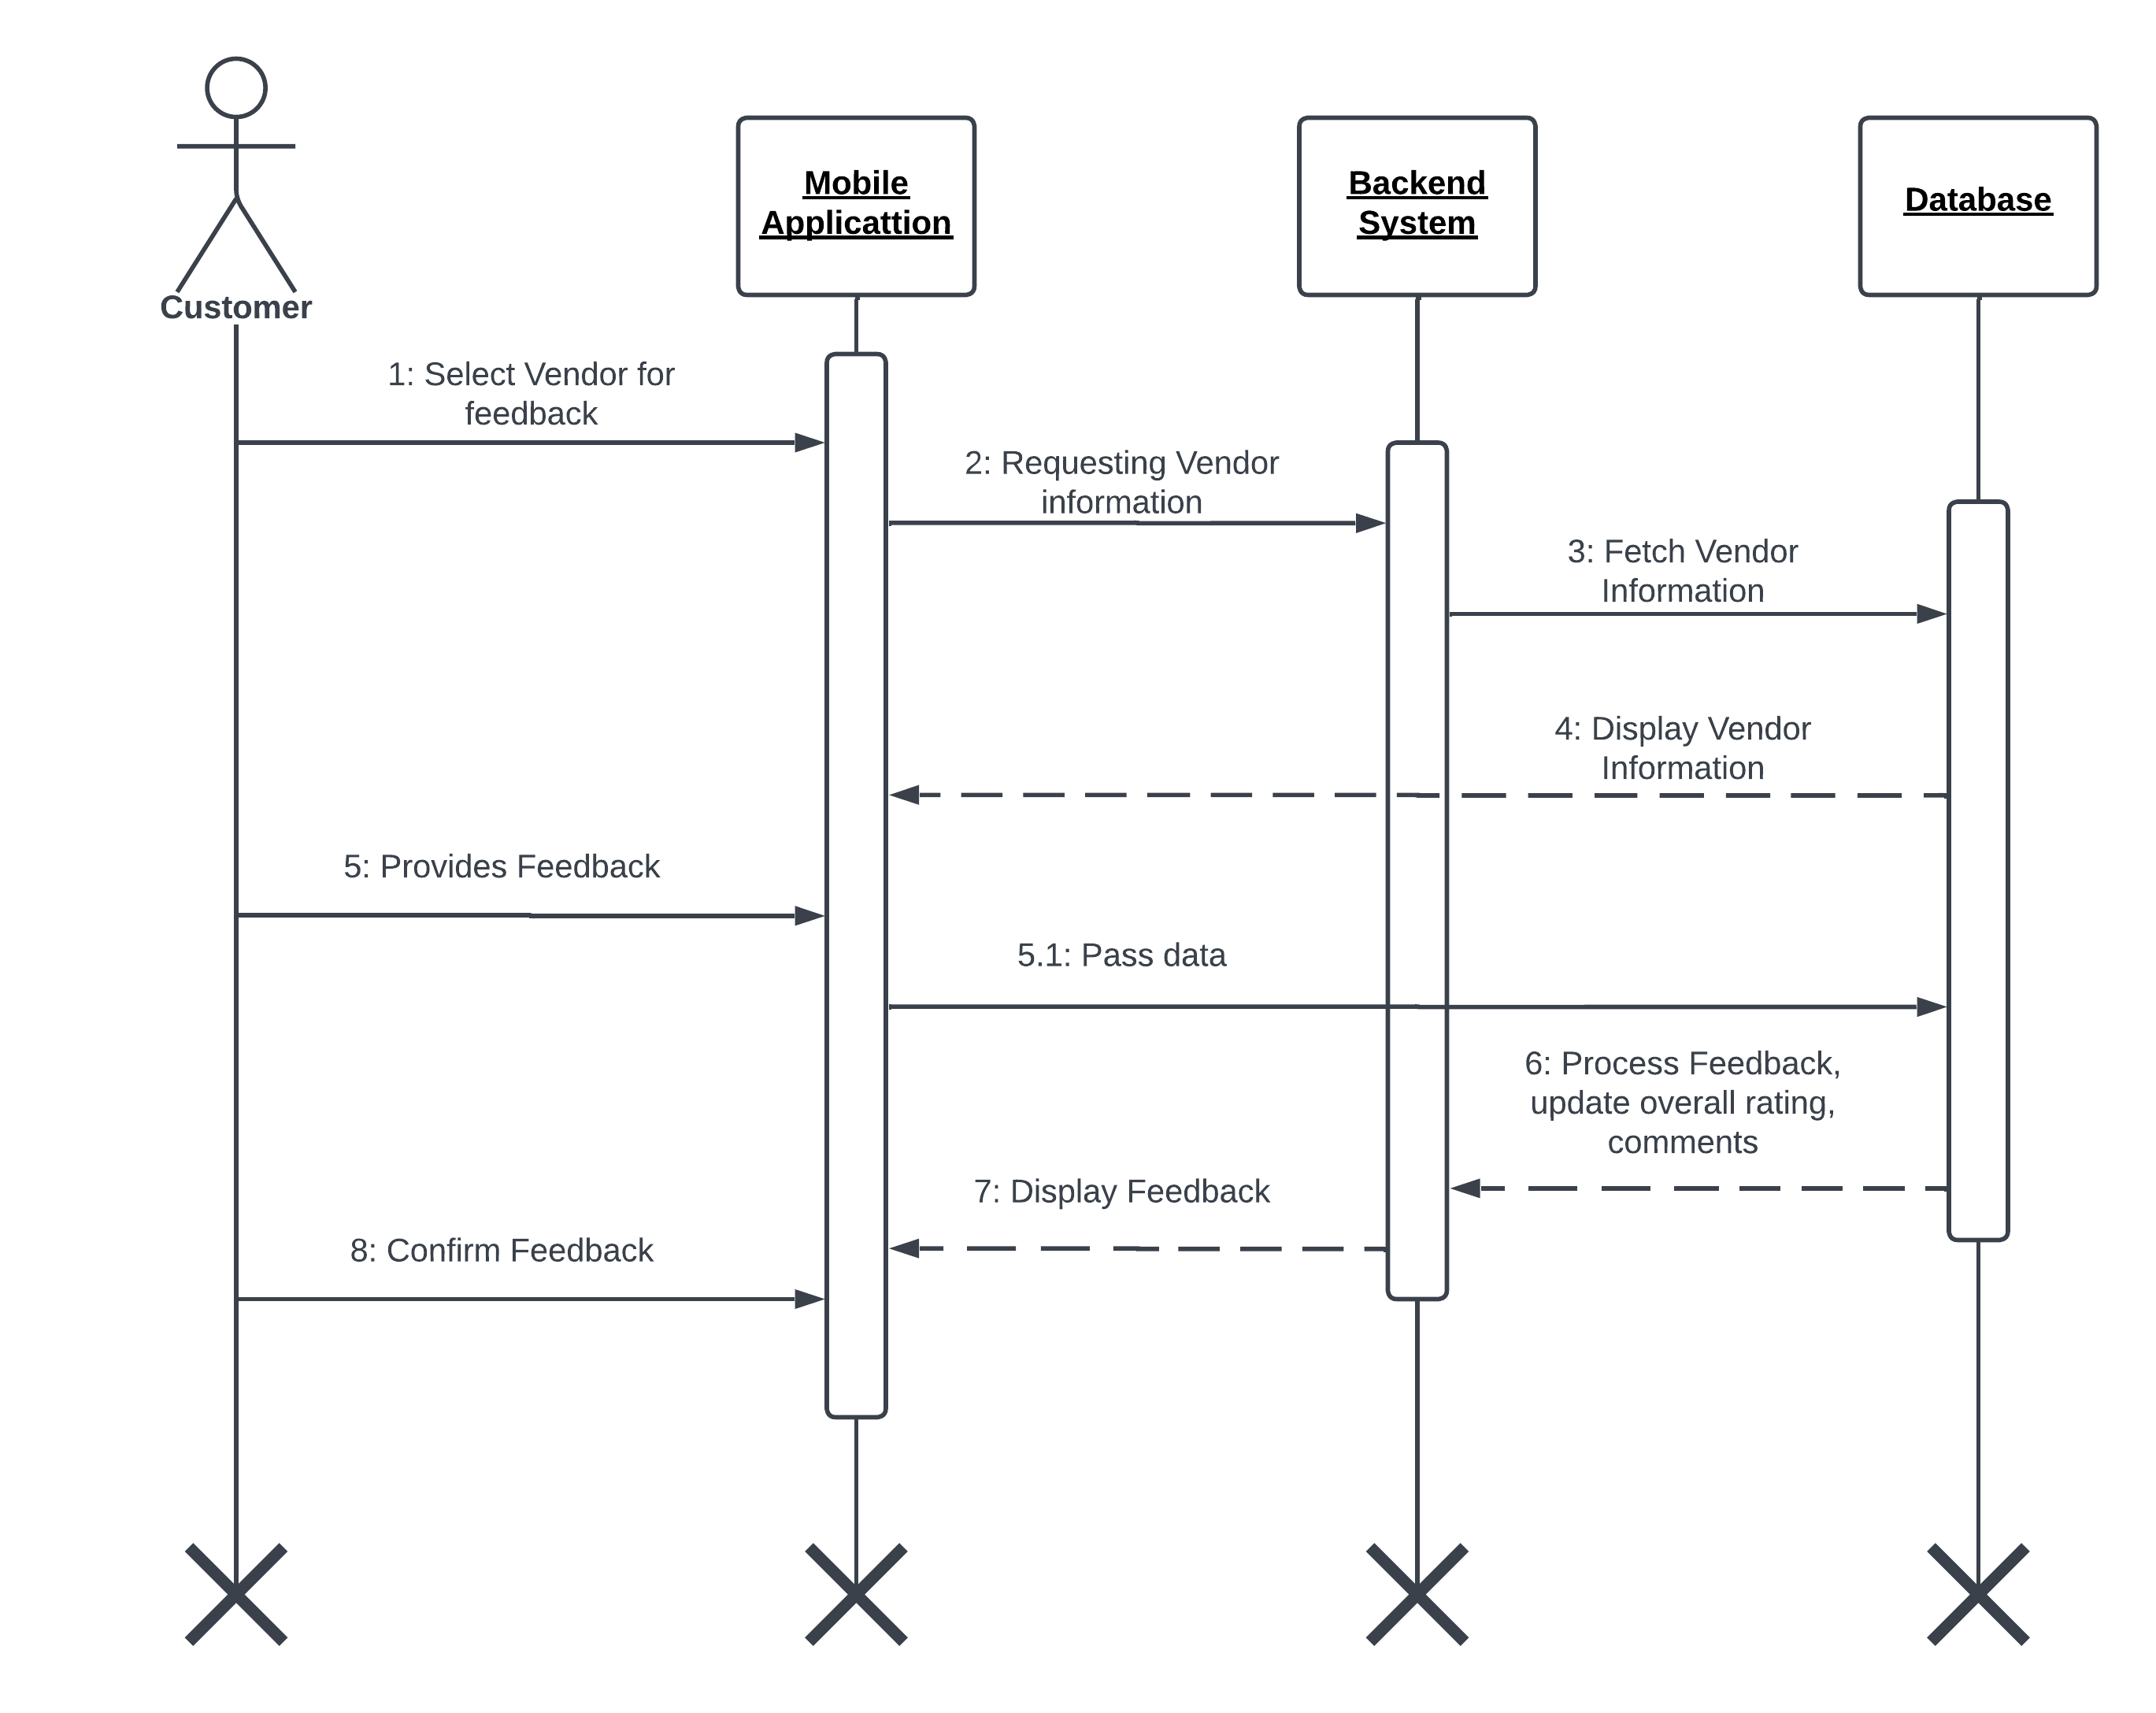 Mobile
Applicattion
Backend
System
Database
Customer
1: Select Vendor for
feedback
2: Requesting Vendor
information
3: Fetch Vendor
Information
4: Display Vendor
Information
5: Provides Feedback
5.1: Pass data
6: Process Feedback,
update overall rating,
comments
7: Display Feedback
8: Confirm Feedback